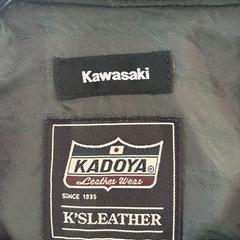 Kawasaki
KADOYA®
Leather Wear
SINCE 1935
K'SLEATHER